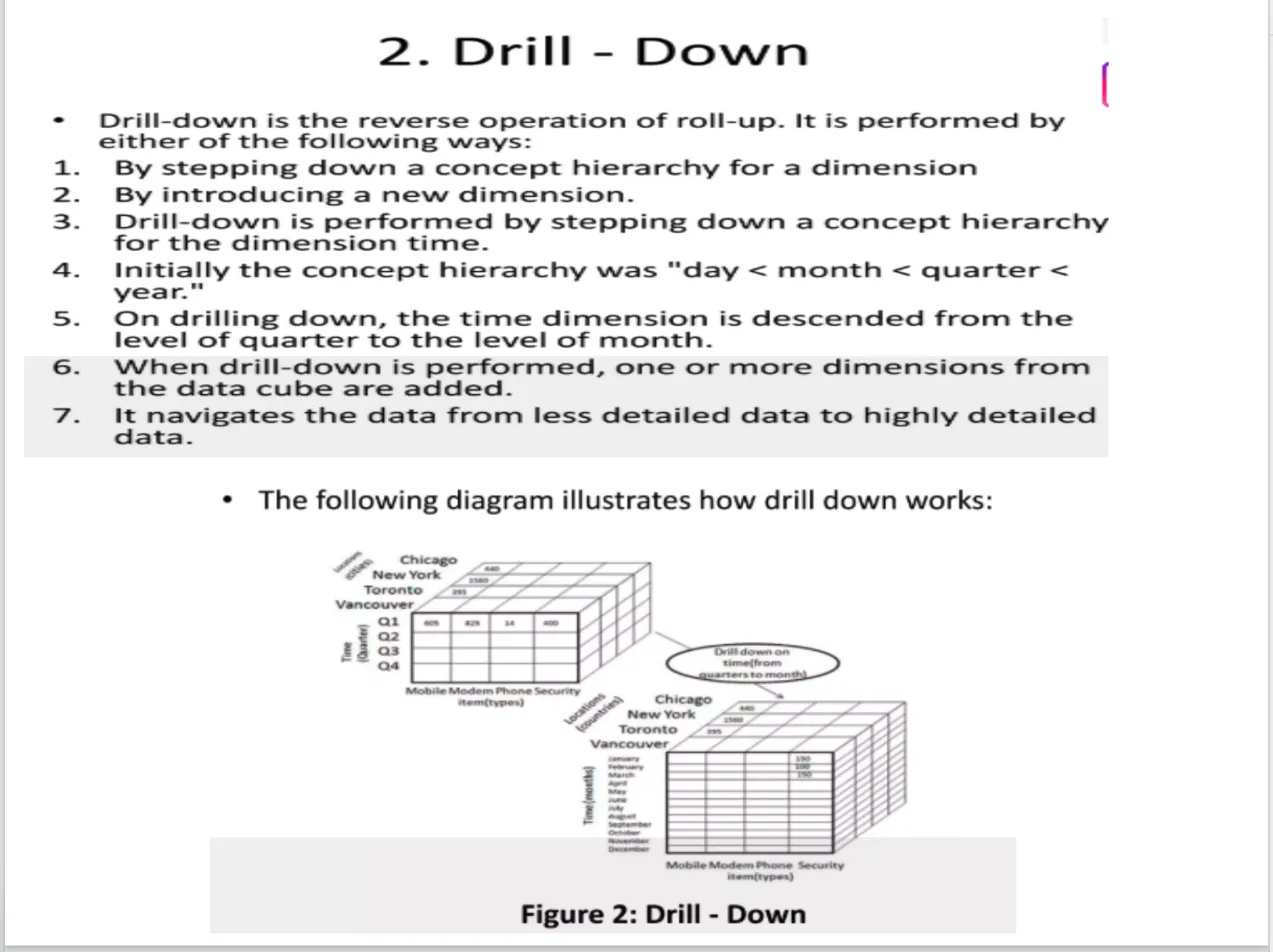 2. Drill - Down
• Drill-down is the reverse operation of roll-up. It is performed by
either of the following ways:
1. By stepping down a concept hierarchy for a dimension
2. By introducing a new dimension.
3. Drill-down is performed by stepping down a concept hierarchy
for the dimension time.
4. Initially the concept hierarchy was "day < month < quarter <
year."
5. On drilling down, the time dimension is descended from the
level of quarter to the level of month.
6. When drill-down is performed, one or more dimensions from
the data cube are added.
7. It navigates the data from less detailed data to highly detailed
data.
• The following diagram illustrates how drill down works:
Locations
(cities)
Chicago
New York
Toronto
Vancouver
440
1560
395
Time
(Quarter)
Q1
Q2
Q3
Q4
605 825 14 400
Mobile Modem Phone Security
item(types)
Drill down on
time(from
quarters to month)
Locations
(countries)
Chicago
New York
Toronto
Vancouver
440
1560
395
Time(months)
January
February
March
April
May
June
July
August
September
October
November
December
150
100
150
Mobile Modem Phone Security
item(types)
Figure 2: Drill - Down